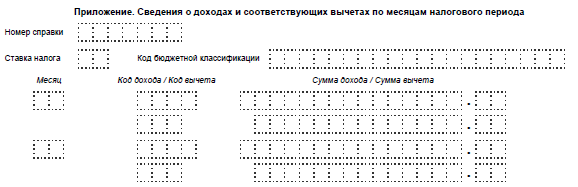 Приложение. Сведения о доходах и соответствующих вычетах по месяцам налогового периода
Номер справки
Ставка налога Код бюджетной классификации
Месяц Код дохода / Код вычета Сумма дохода / Сумма вычета